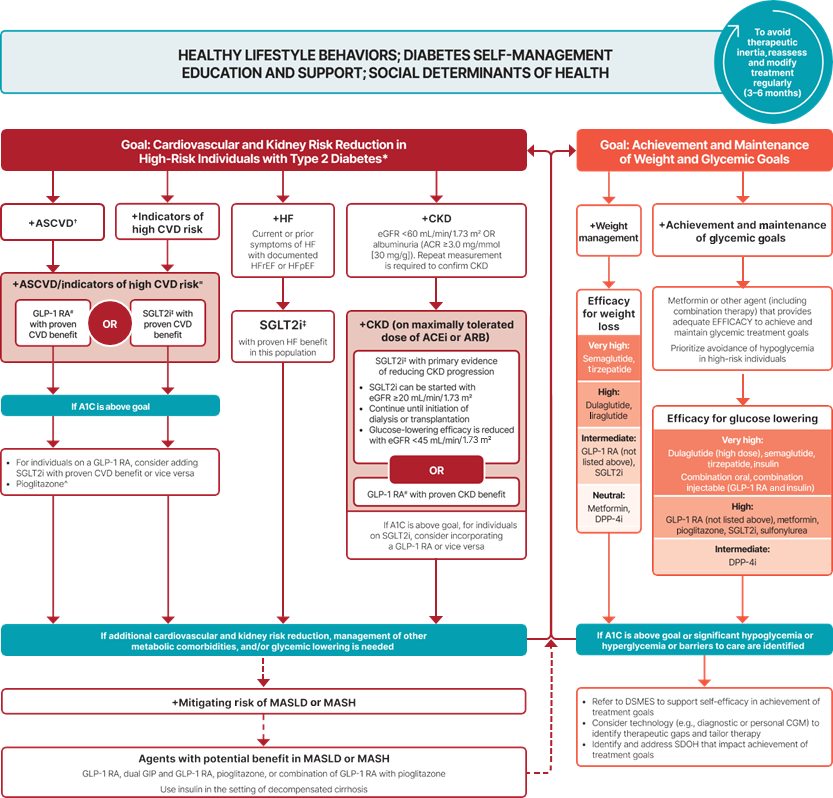 HEALTHY LIFESTYLE BEHAVIORS; DIABETES SELF-MANAGEMENT
EDUCATION AND SUPPORT; SOCIAL DETERMINANTS OF HEALTH
To avoid
therapeutic
inertia, reassess
and modify
treatment
regularly
(3–6 months)
Goal: Cardiovascular and Kidney Risk Reduction in
High-Risk Individuals with Type 2 Diabetes*
+ASCVD†
+Indicators of
high CVD risk
+HF
Current or prior
symptoms of HF
with documented
HFrEF or HFpEF
+CKD
eGFR <60 mL/min/1.73 m² OR
albuminuria (ACR ≥3.0 mg/mmol
[30 mg/g]). Repeat measurement
is required to confirm CKD
+ASCVD/indicators of high CVD risk*
GLP-1 RA#
with proven
CVD benefit
OR
SGLT2i‡ with
proven CVD
benefit
If A1C is above goal
• For individuals on a GLP-1 RA, consider adding
SGLT2i with proven CVD benefit or vice versa
• Pioglitazone^
SGLT2i‡
with proven HF benefit
in this population
+CKD (on maximally tolerated
dose of ACEi or ARB)
SGLT2i‡ with primary evidence
of reducing CKD progression
• SGLT2i can be started with
eGFR ≥20 mL/min/1.73 m²
• Continue until initiation of
dialysis or transplantation
• Glucose-lowering efficacy is reduced
with eGFR <45 mL/min/1.73 m²
OR
GLP-1 RA# with proven CKD benefit
If A1C is above goal, for individuals
on SGLT2i, consider incorporating
a GLP-1 RA or vice versa
If additional cardiovascular and kidney risk reduction, management of other
metabolic comorbidities, and/or glycemic lowering is needed
+Mitigating risk of MASLD or MASH
Agents with potential benefit in MASLD or MASH
GLP-1 RA, dual GIP and GLP-1 RA, pioglitazone, or combination of GLP-1 RA with pioglitazone
Use insulin in the setting of decompensated cirrhosis
Goal: Achievement and Maintenance
of Weight and Glycemic Goals
+Weight
management
Efficacy
for weight
loss
Very high:
Semaglutide,
tirzepatide
High:
Dulaglutide,
liraglutide
Intermediate:
GLP-1 RA (not
listed above),
SGLT2i
Neutral:
Metformin,
DPP-4i
+Achievement and maintenance
of glycemic goals
Metformin or other agent (including
combination therapy) that provides
adequate EFFICACY to achieve and
maintain glycemic treatment goals
Prioritize avoidance of hypoglycemia
in high-risk individuals
Efficacy for glucose lowering
Very high:
Dulaglutide (high dose), semaglutide,
tirzepatide, insulin
Combination oral, combination
injectable (GLP-1 RA and insulin)
High:
GLP-1 RA (not listed above), metformin,
pioglitazone, SGLT2i, sulfonylurea
Intermediate:
DPP-4i
If A1C is above goal or significant hypoglycemia or
hyperglycemia or barriers to care are identified
• Refer to DSMES to support self-efficacy in achievement of
treatment goals
• Consider technology (e.g., diagnostic or personal CGM) to
identify therapeutic gaps and tailor therapy
• Identify and address SDOH that impact achievement of
treatment goals